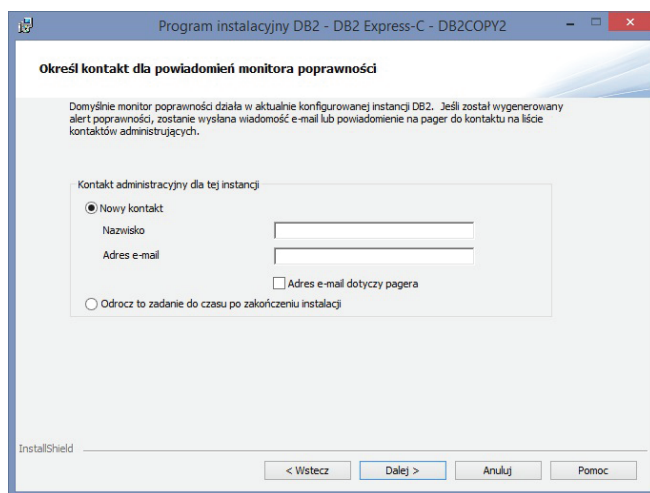 Program instalacyjny DB2 - DB2 Express-C - DB2COPY2
Określ kontakt dla powiadomień monitora poprawności
Domyślnie monitor poprawności działa w aktualnie konfigurowanej instancji DB2. Jeśli został wygenerowany
alert poprawności, zostanie wysłana wiadomość e-mail lub powiadomienie na pager do kontaktu na liście
kontaktów administrujących.
Kontakt administracyjny dla tej instancji
Nowy kontakt
Nazwisko
Adres e-mail
Adres e-mail dotyczy pagera
Odrocz to zadanie do czasu po zakończeniu instalacji
InstallShield
< Wstecz Dalej > Anuluj Pomoc